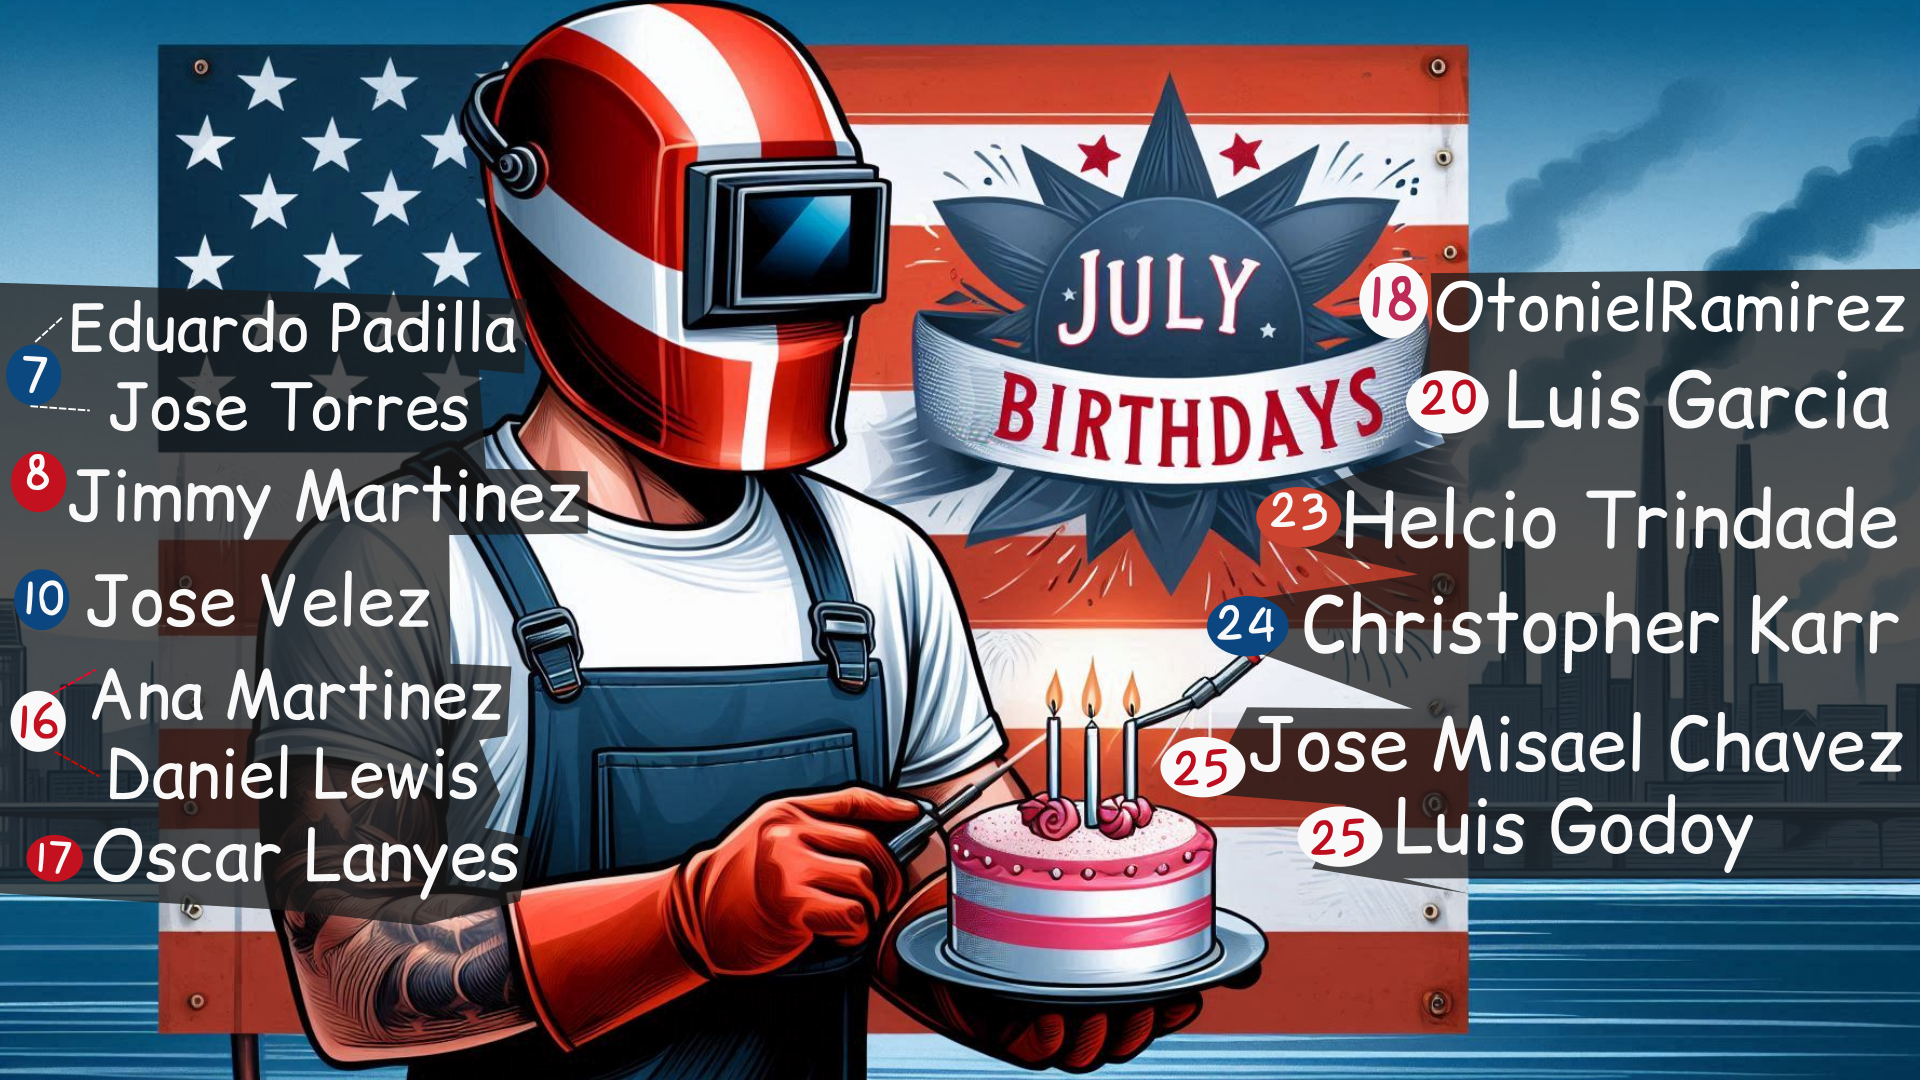 JULY
BIRTHDAYS
7
Eduardo Padilla
Jose Torres
8 Jimmy Martinez
10 Jose Velez
16
Ana Martinez
Daniel Lewis
17 Oscar Lanyes
18 OtonielRamirez
20 Luis Garcia
23 Helcio Trindade
24 Christopher Karr
25 Jose Misael Chavez
25 Luis Godoy